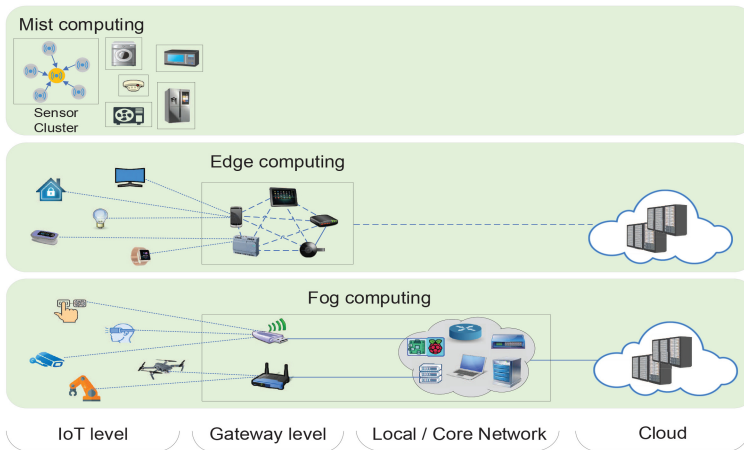 Mist computing
Sensor
Cluster
Edge computing
Fog computing
IoT level
Gateway level
Local / Core Network
Cloud